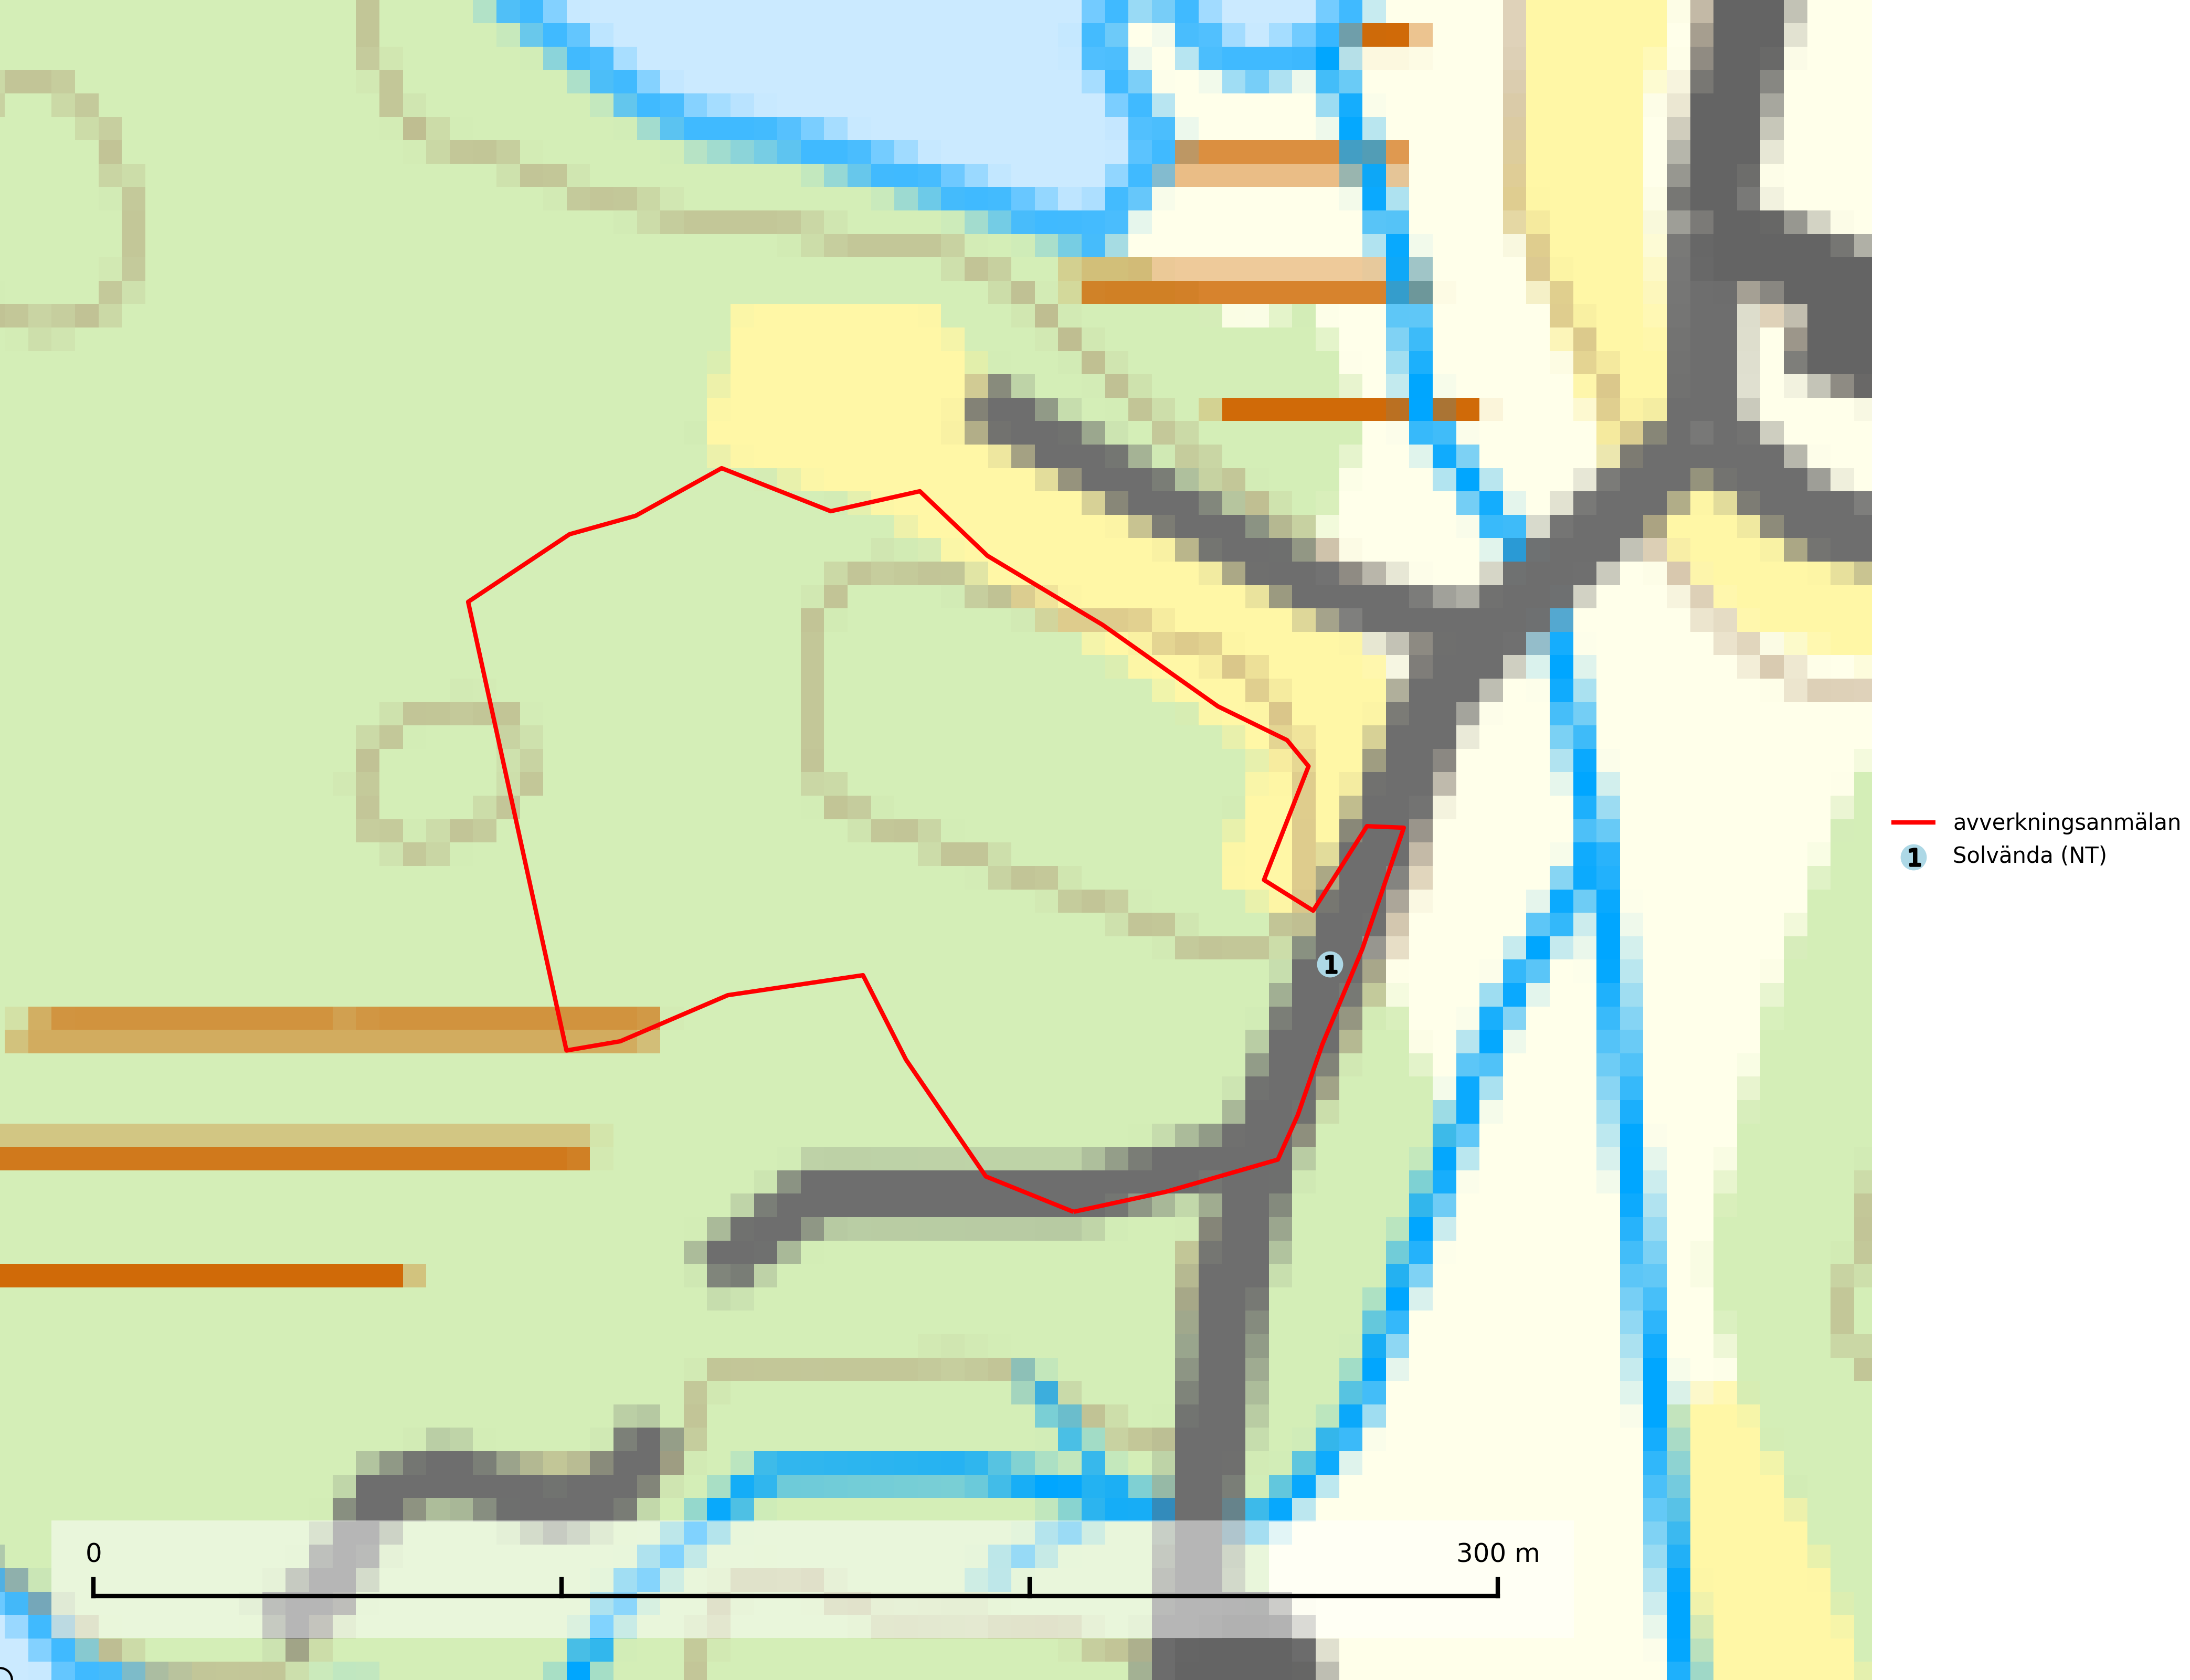 avverkningsanmälan
1 Solvända (NT)
1
0 300 m